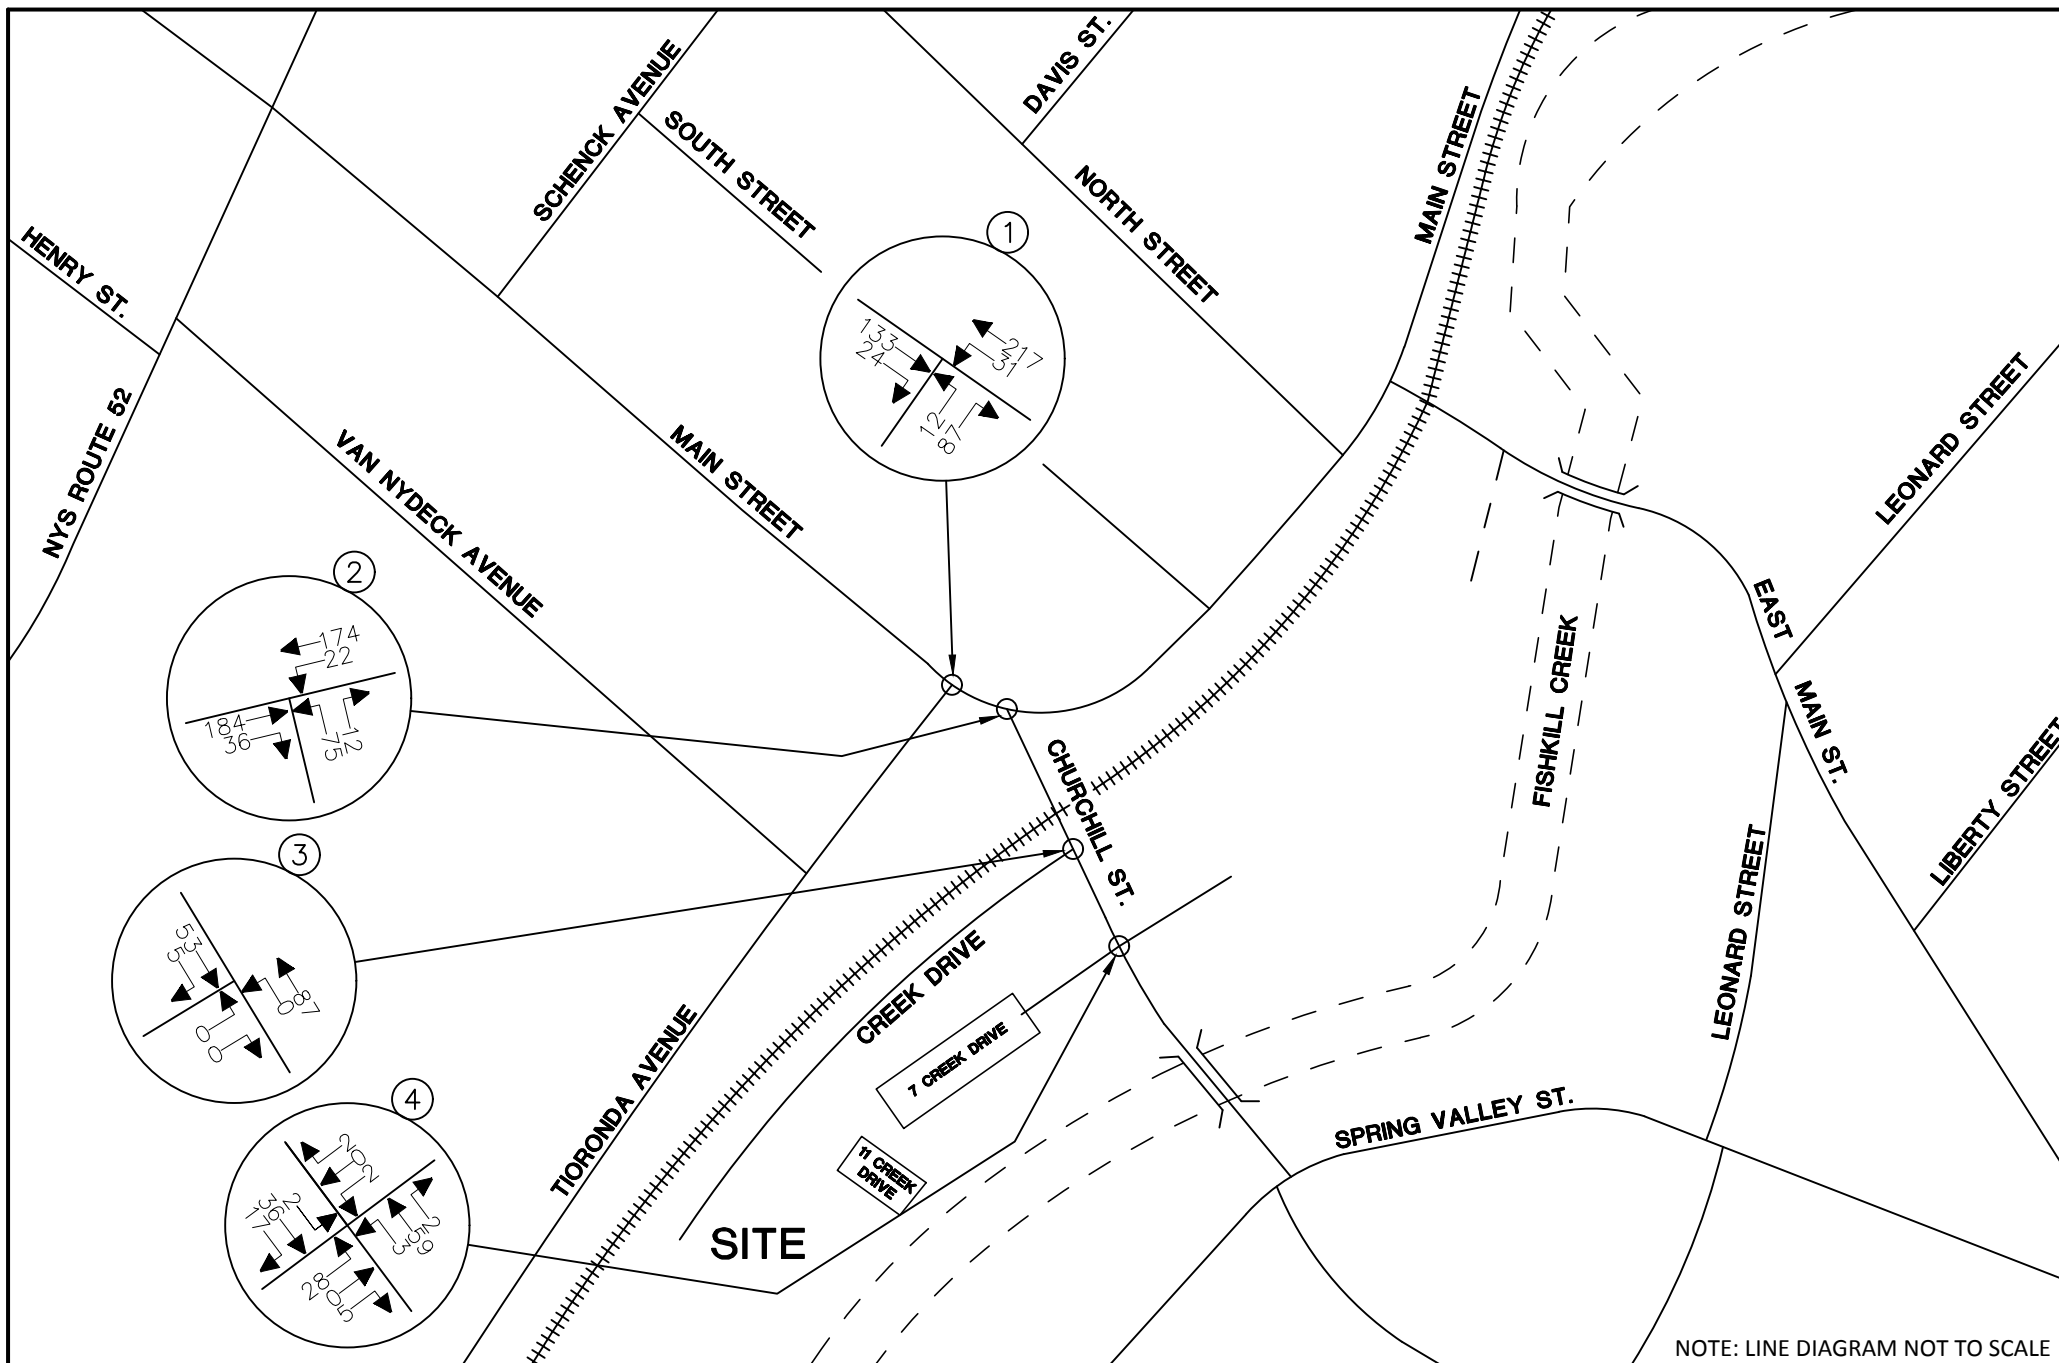 DAVIS ST.
SCHENCK AVENUE
SOUTH STREET
MAIN STREET
NORTH STREET
HENRY ST.
1
133
24
217
31
12
87
NYS ROUTE 52
VAN NYDECK AVENUE
MAIN STREET
LEONARD STREET
2
174
22
184
36
75
12
EAST
MAIN ST.
FISHKILL CREEK
CHURCHILL ST.
LIBERTY STREET
3
53
5
87
0
0
0
LEONARD STREET
CREEK DRIVE
7 CREEK DRIVE
TIORONDA AVENUE
SPRING VALLEY ST.
11 CREEK
DRIVE
4
2
0
2
2
36
17
29
5
3
28
0
5
SITE
NOTE: LINE DIAGRAM NOT TO SCALE